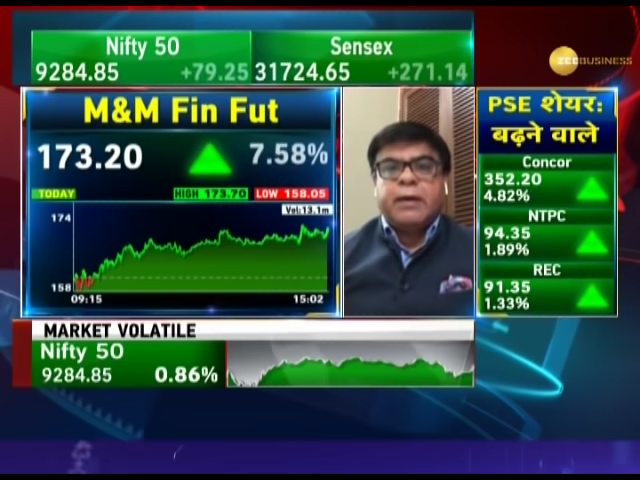 Nifty 50
9284.85 +79.25
Sensex
31724.65 +271.14
ZEE BUSINESS
M&M Fin Fut
173.20 7.58%
TODAY HIGH 173.70 LOW 158.05
Vol:13.1m
174
158
09:15 15:02
PSE शेयर:
बढ़ने वाले
Concor
352.20
4.82%
NTPC
94.35
1.89%
REC
91.35
1.33%
MARKET VOLATILE
Nifty 50
9284.85 0.86%